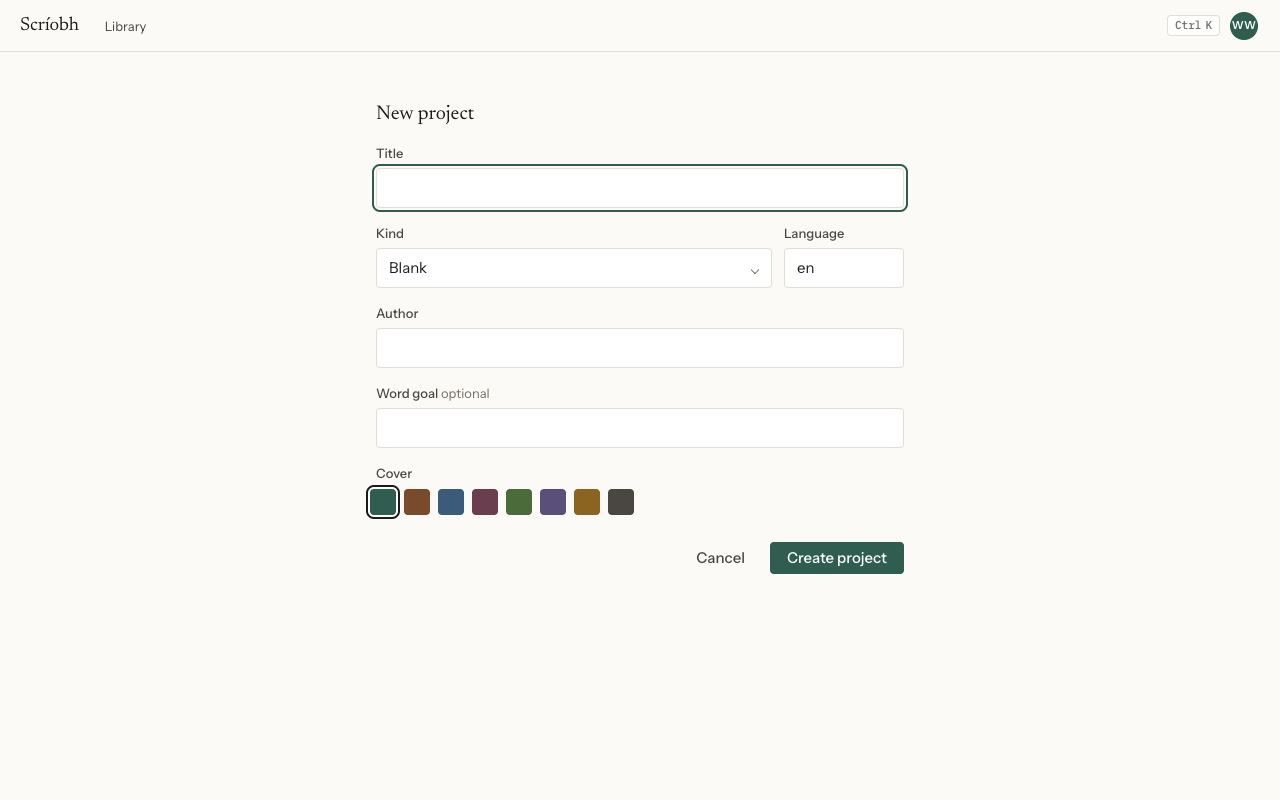 Scríobh Library Ctrl K WW
New project
Title
Kind Language
Blank en
Author
Word goal optional
Cover
Cancel Create project